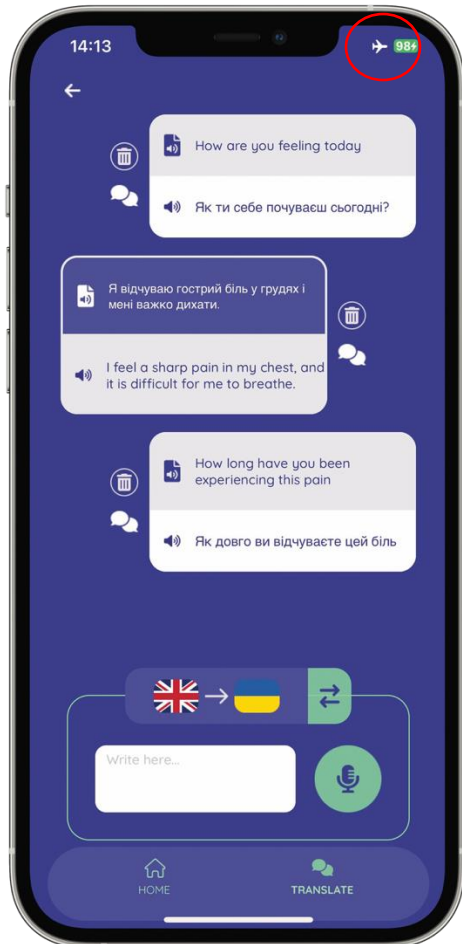 14:13
98
How are you feeling today
Як ти себе почуваєш сьогодні?
Я відчуваю гострий біль у грудях і
мені важко дихати.
I feel a sharp pain in my chest, and
it is difficult for me to breathe.
How long have you been
experiencing this pain
Як довго ви відчуваєте цей біль
Write here...
HOME
TRANSLATE